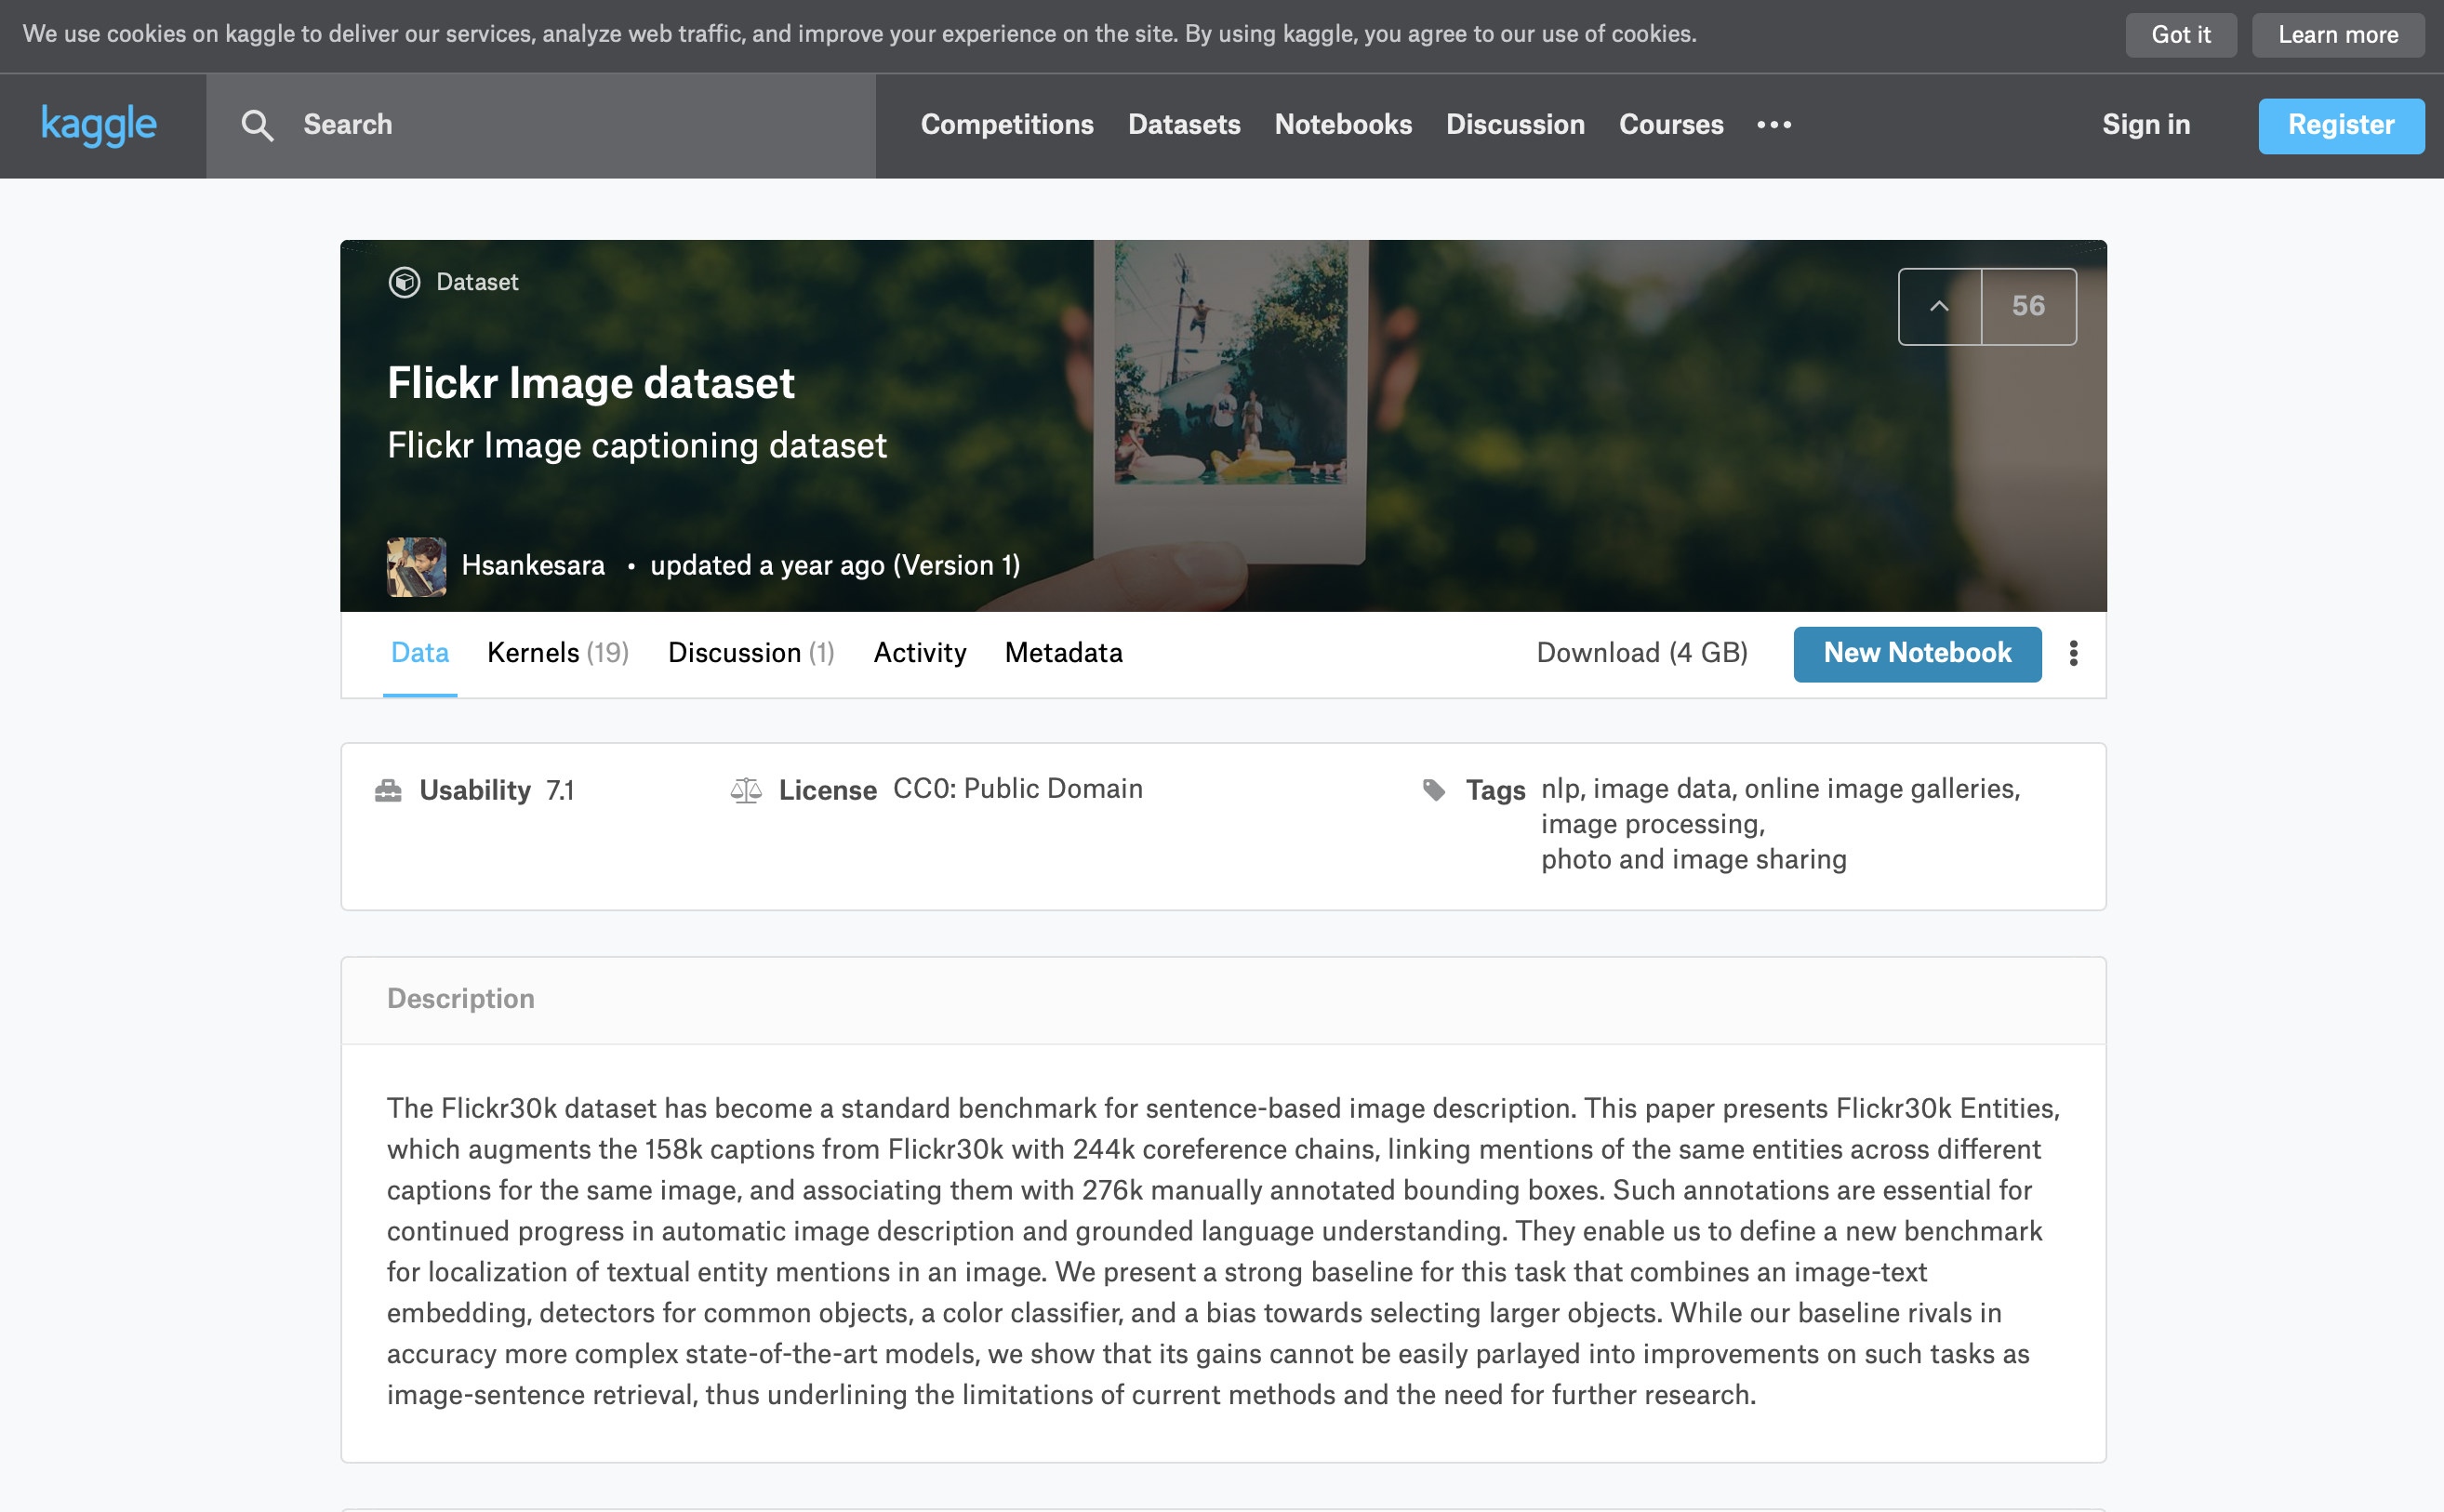 We use cookies on kaggle to deliver our services, analyze web traffic, and improve your experience on the site. By using kaggle, you agree to our use of cookies.
Got it
Learn more
kaggle
Search
Competitions
Datasets
Notebooks
Discussion
Courses
Sign in
Register
Dataset
56
Flickr Image dataset
Flickr Image captioning dataset
Hsankesara • updated a year ago (Version 1)
Data
Kernels (19)
Discussion (1)
Activity
Metadata
Download (4 GB)
New Notebook
Usability 7.1
License CC0: Public Domain
Tags nlp, image data, online image galleries,
image processing,
photo and image sharing
Description
The Flickr30k dataset has become a standard benchmark for sentence-based image description. This paper presents Flickr30k Entities,
which augments the 158k captions from Flickr30k with 244k coreference chains, linking mentions of the same entities across different
captions for the same image, and associating them with 276k manually annotated bounding boxes. Such annotations are essential for
continued progress in automatic image description and grounded language understanding. They enable us to define a new benchmark
for localization of textual entity mentions in an image. We present a strong baseline for this task that combines an image-text
embedding, detectors for common objects, a color classifier, and a bias towards selecting larger objects. While our baseline rivals in
accuracy more complex state-of-the-art models, we show that its gains cannot be easily parlayed into improvements on such tasks as
image-sentence retrieval, thus underlining the limitations of current methods and the need for further research.